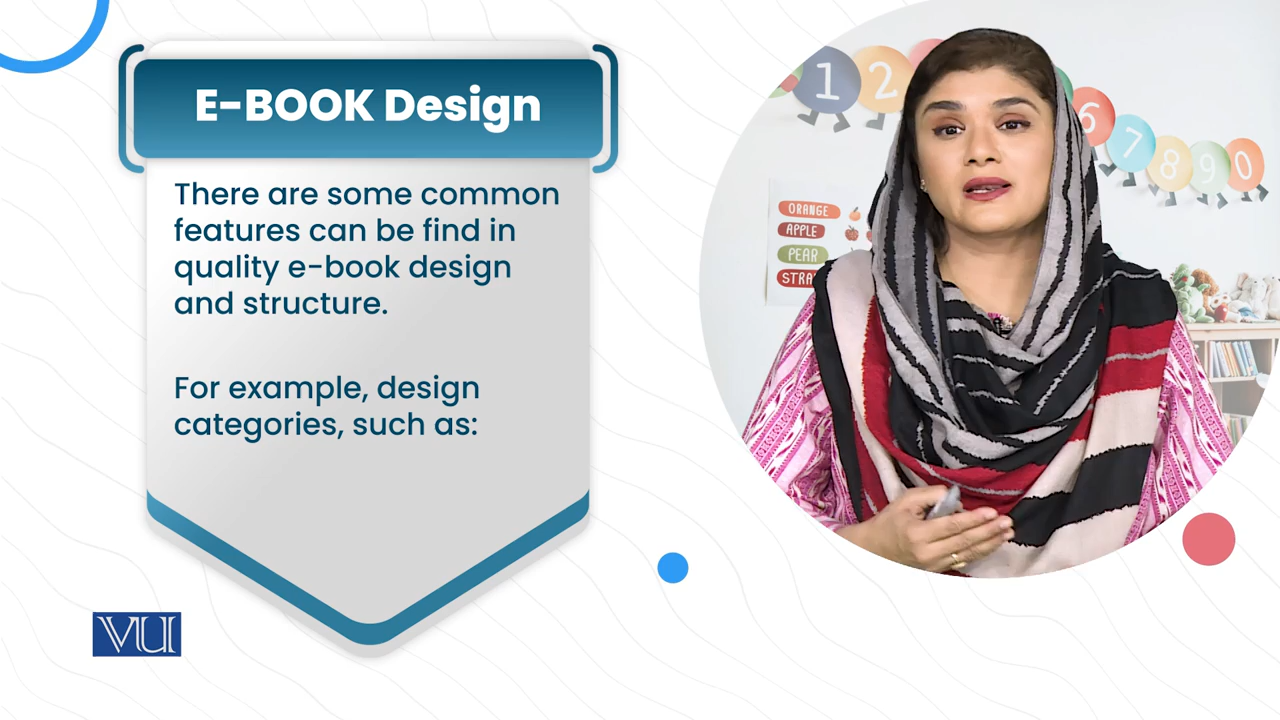 E-BOOK Design
There are some common
features can be find in
quality e-book design
and structure.
For example, design
categories, such as:
VU
1 2 6 7 8 9 0
ORANGE
APPLE
PEAR